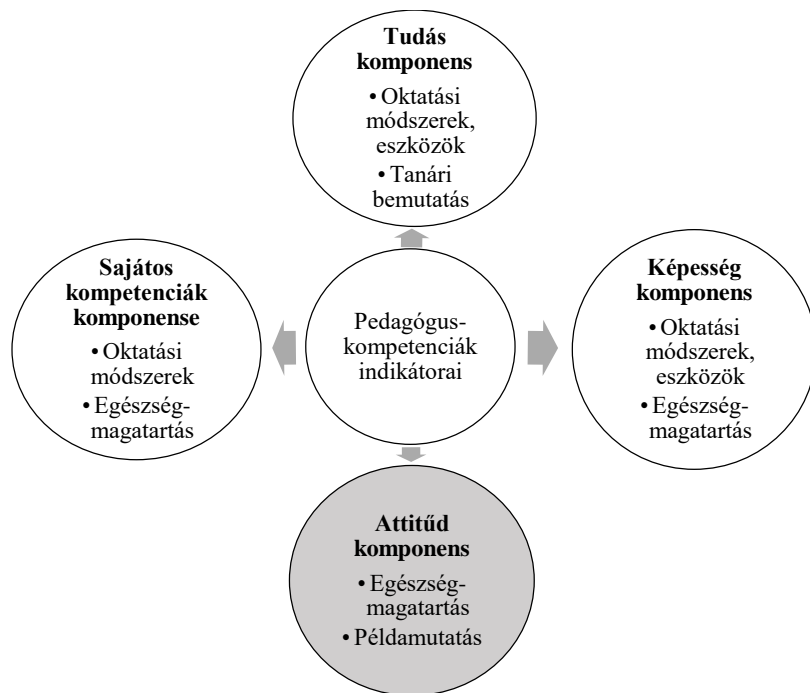 Tudás
komponens
• Oktatási
módszerek,
eszközök
• Tanári
bemutatás
Sajátos
kompetenciák
komponense
• Oktatási
módszerek
• Egészség-
magatartás
Pedagógus-
kompetenciák
indikátorai
Képesség
komponens
• Oktatási
módszerek,
eszközök
• Egészség-
magatartás
Attitűd
komponens
• Egészség-
magatartás
• Példamutatás